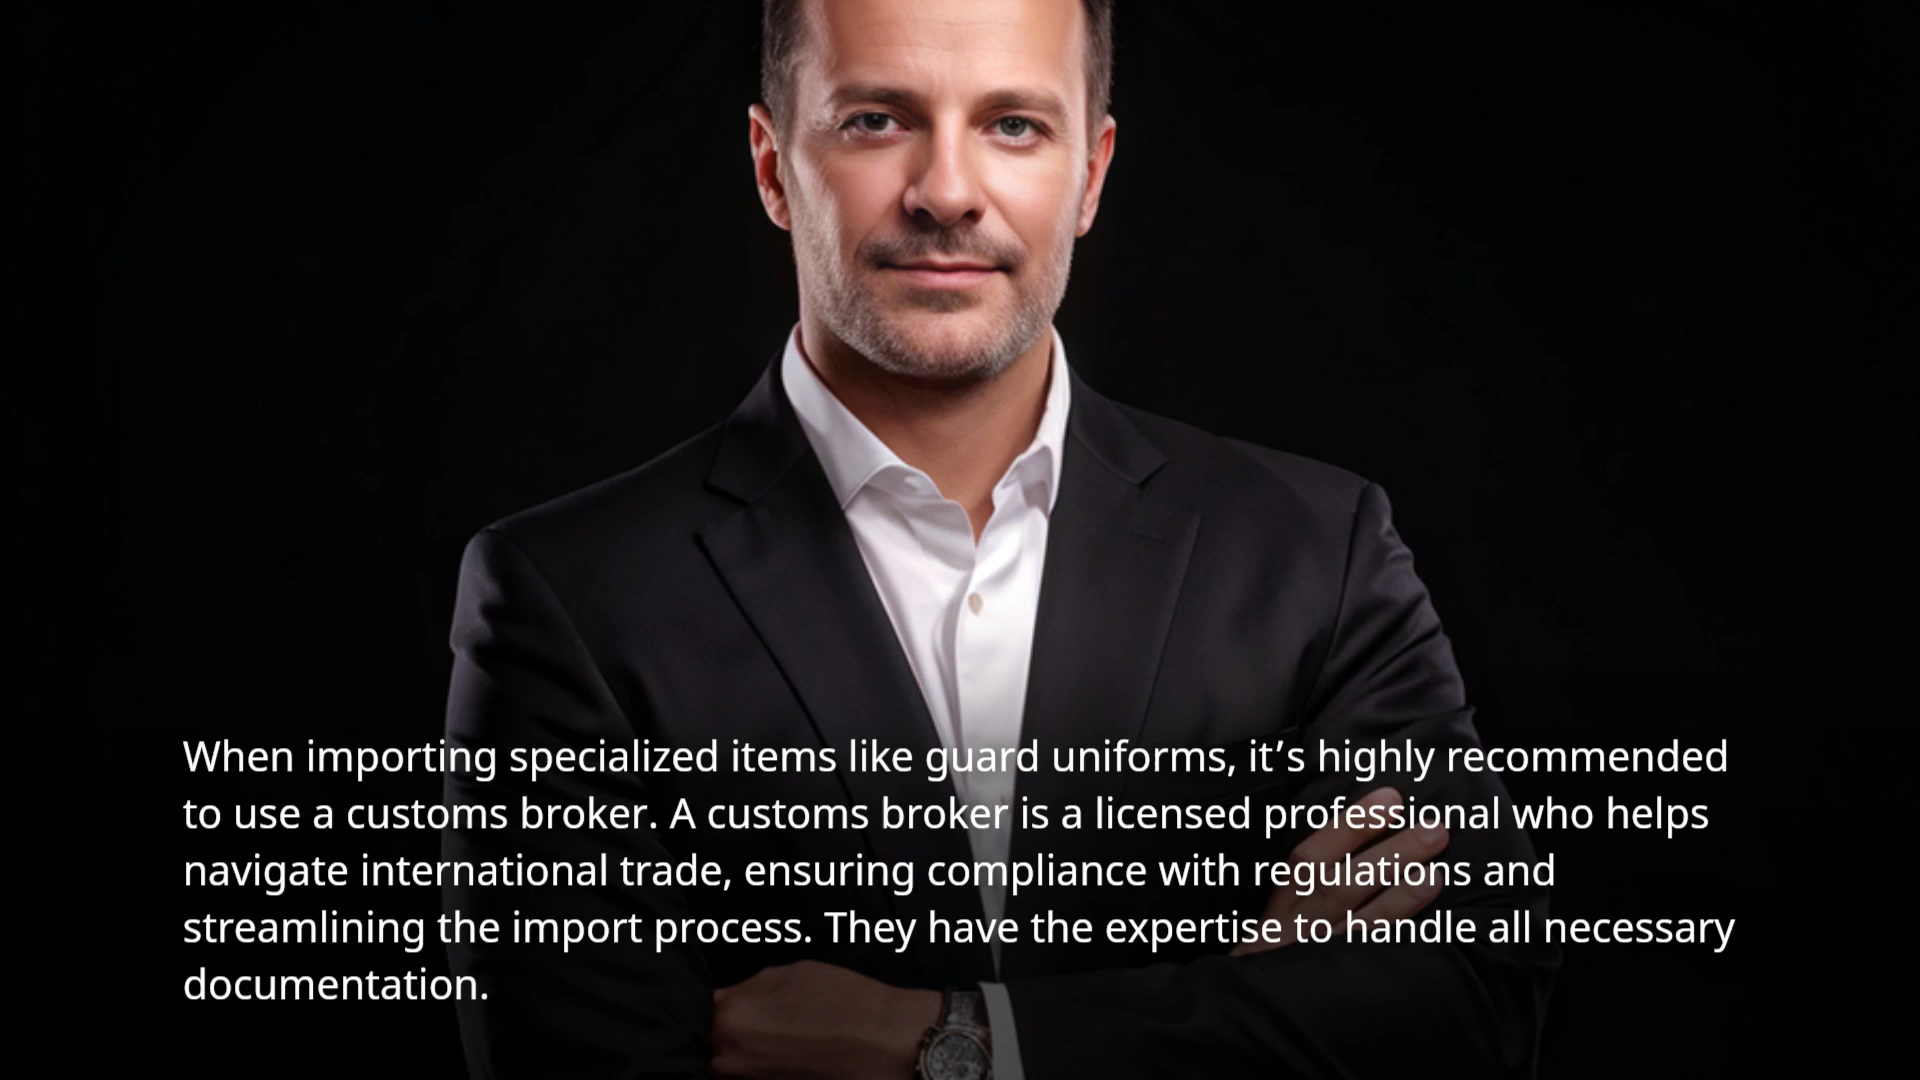 When importing specialized items like guard uniforms, it’s highly recommended
to use a customs broker. A customs broker is a licensed professional who helps
navigate international trade, ensuring compliance with regulations and
streamlining the import process. They have the expertise to handle all necessary
documentation.